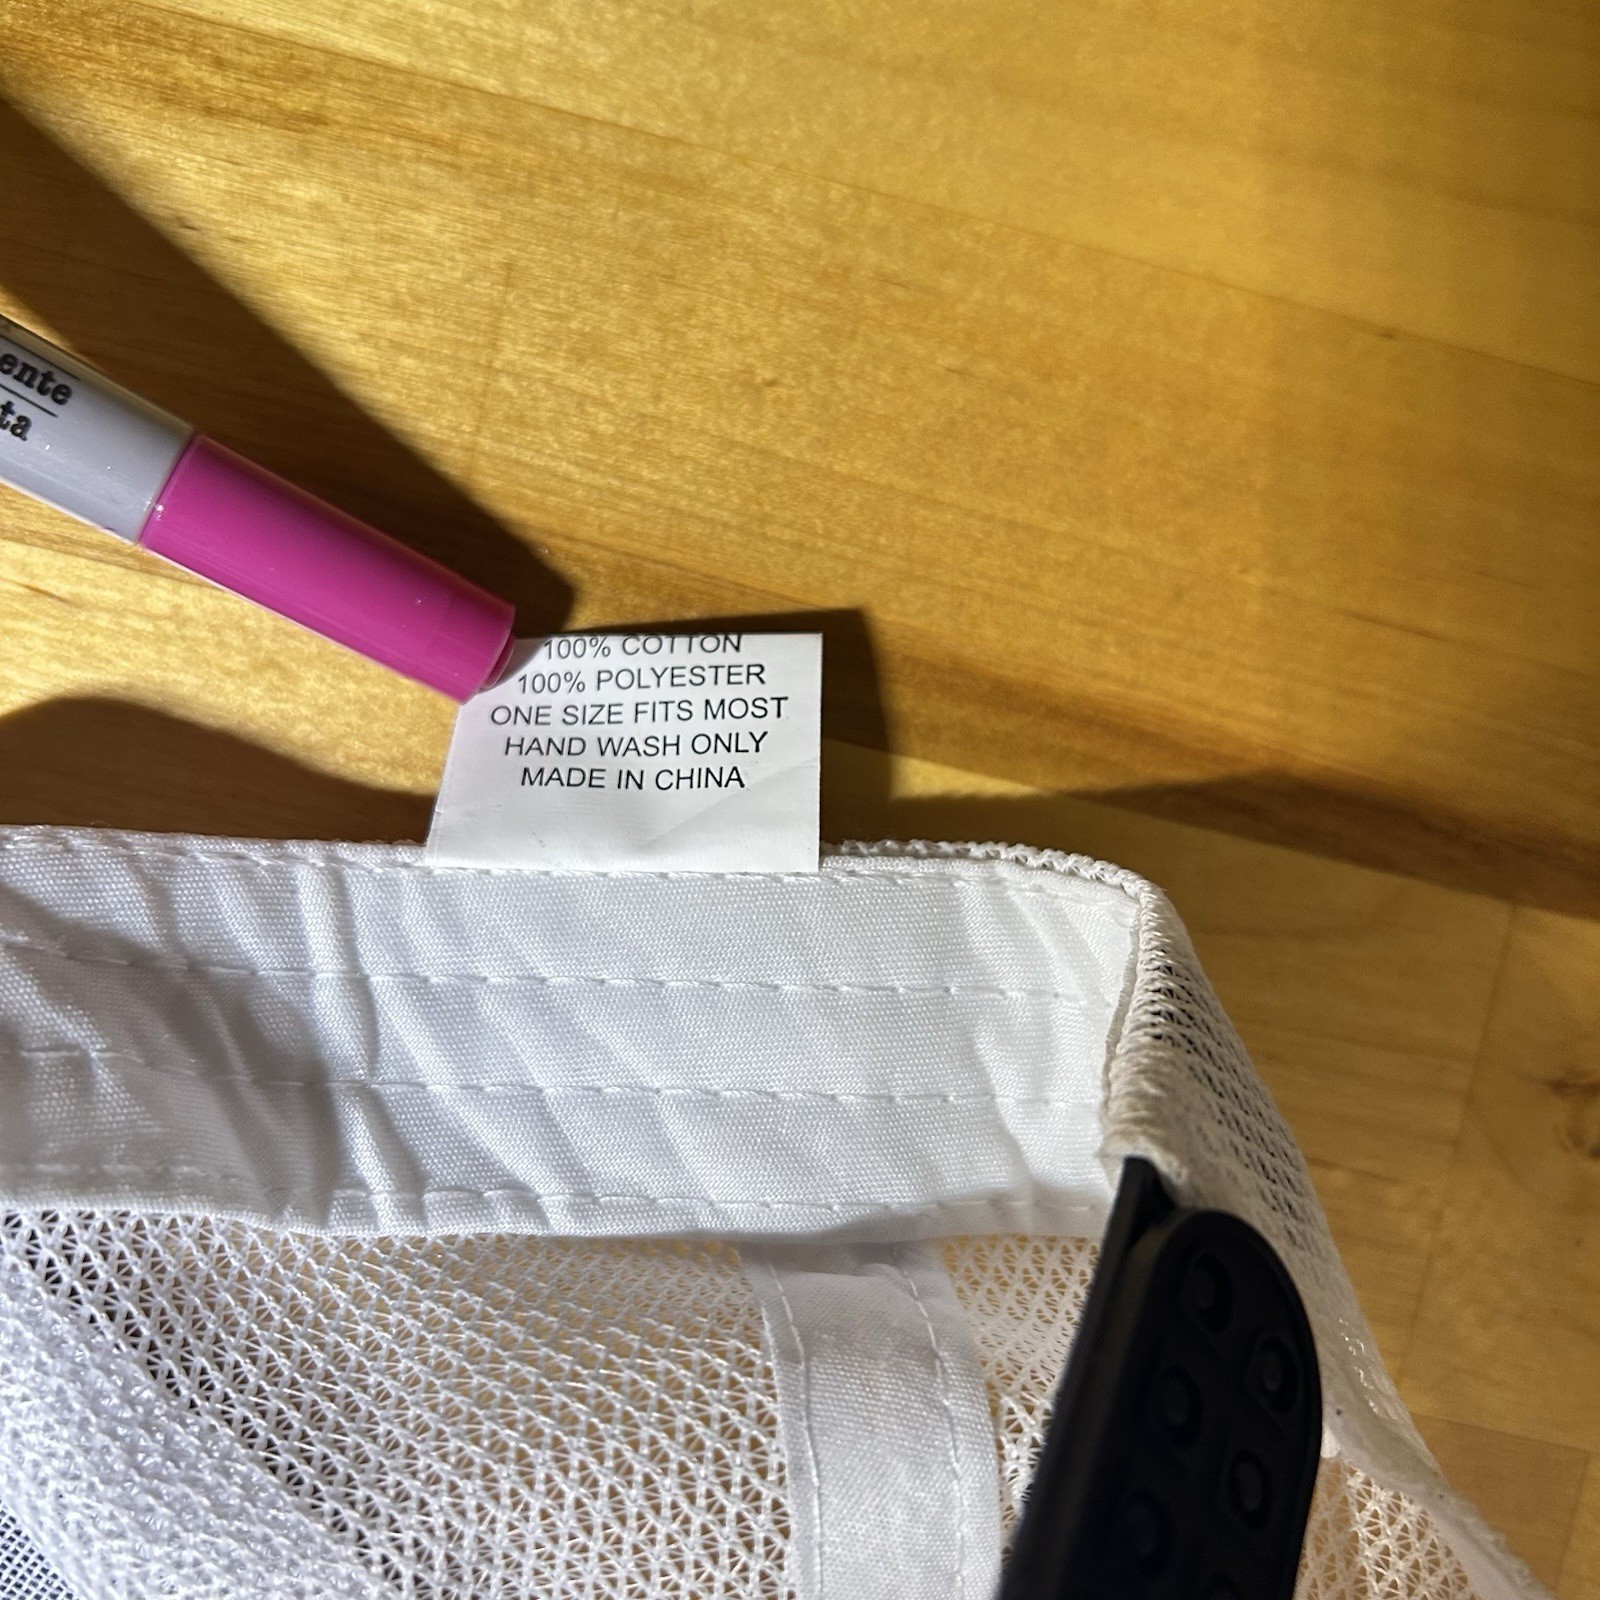 ente
ta
100% COTTON
100% POLYESTER
ONE SIZE FITS MOST
HAND WASH ONLY
MADE IN CHINA